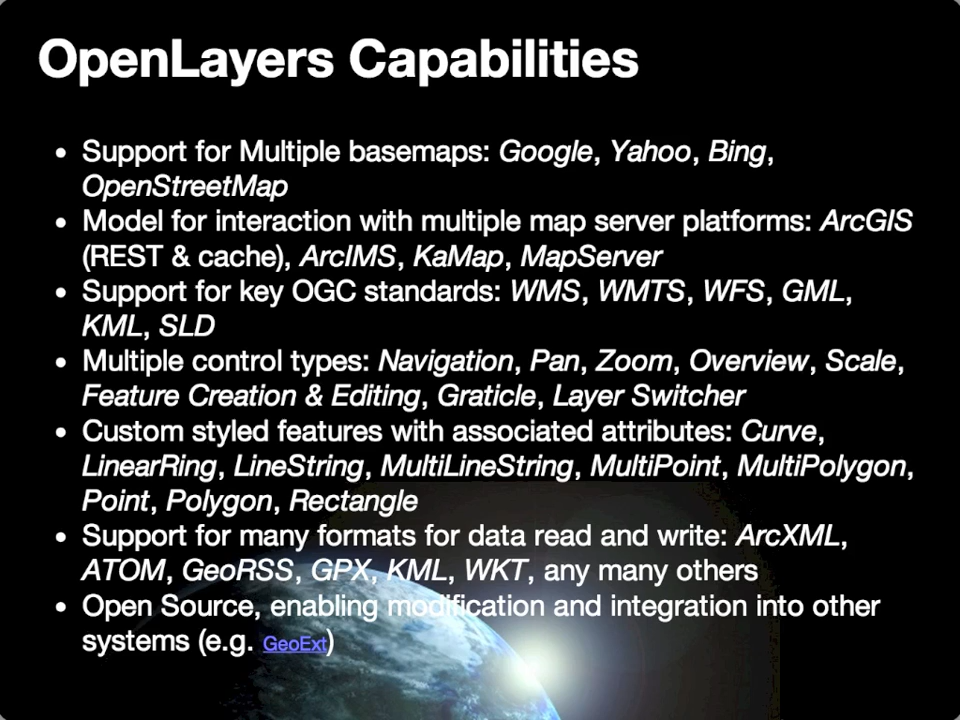 OpenLayers Capabilities
• Support for Multiple basemaps: Google, Yahoo, Bing,
OpenStreetMap
• Model for interaction with multiple map server platforms: ArcGIS
(REST & cache), ArcIMS, KaMap, MapServer
• Support for key OGC standards: WMS, WMTS, WFS, GML,
KML, SLD
• Multiple control types: Navigation, Pan, Zoom, Overview, Scale,
Feature Creation & Editing, Graticle, Layer Switcher
• Custom styled features with associated attributes: Curve,
LinearRing, LineString, MultiLineString, MultiPoint, MultiPolygon,
Point, Polygon, Rectangle
• Support for many formats for data read and write: ArcXML,
ATOM, GeoRSS, GPX, KML, WKT, any many others
• Open Source, enabling modification and integration into other
systems (e.g. GeoExt)